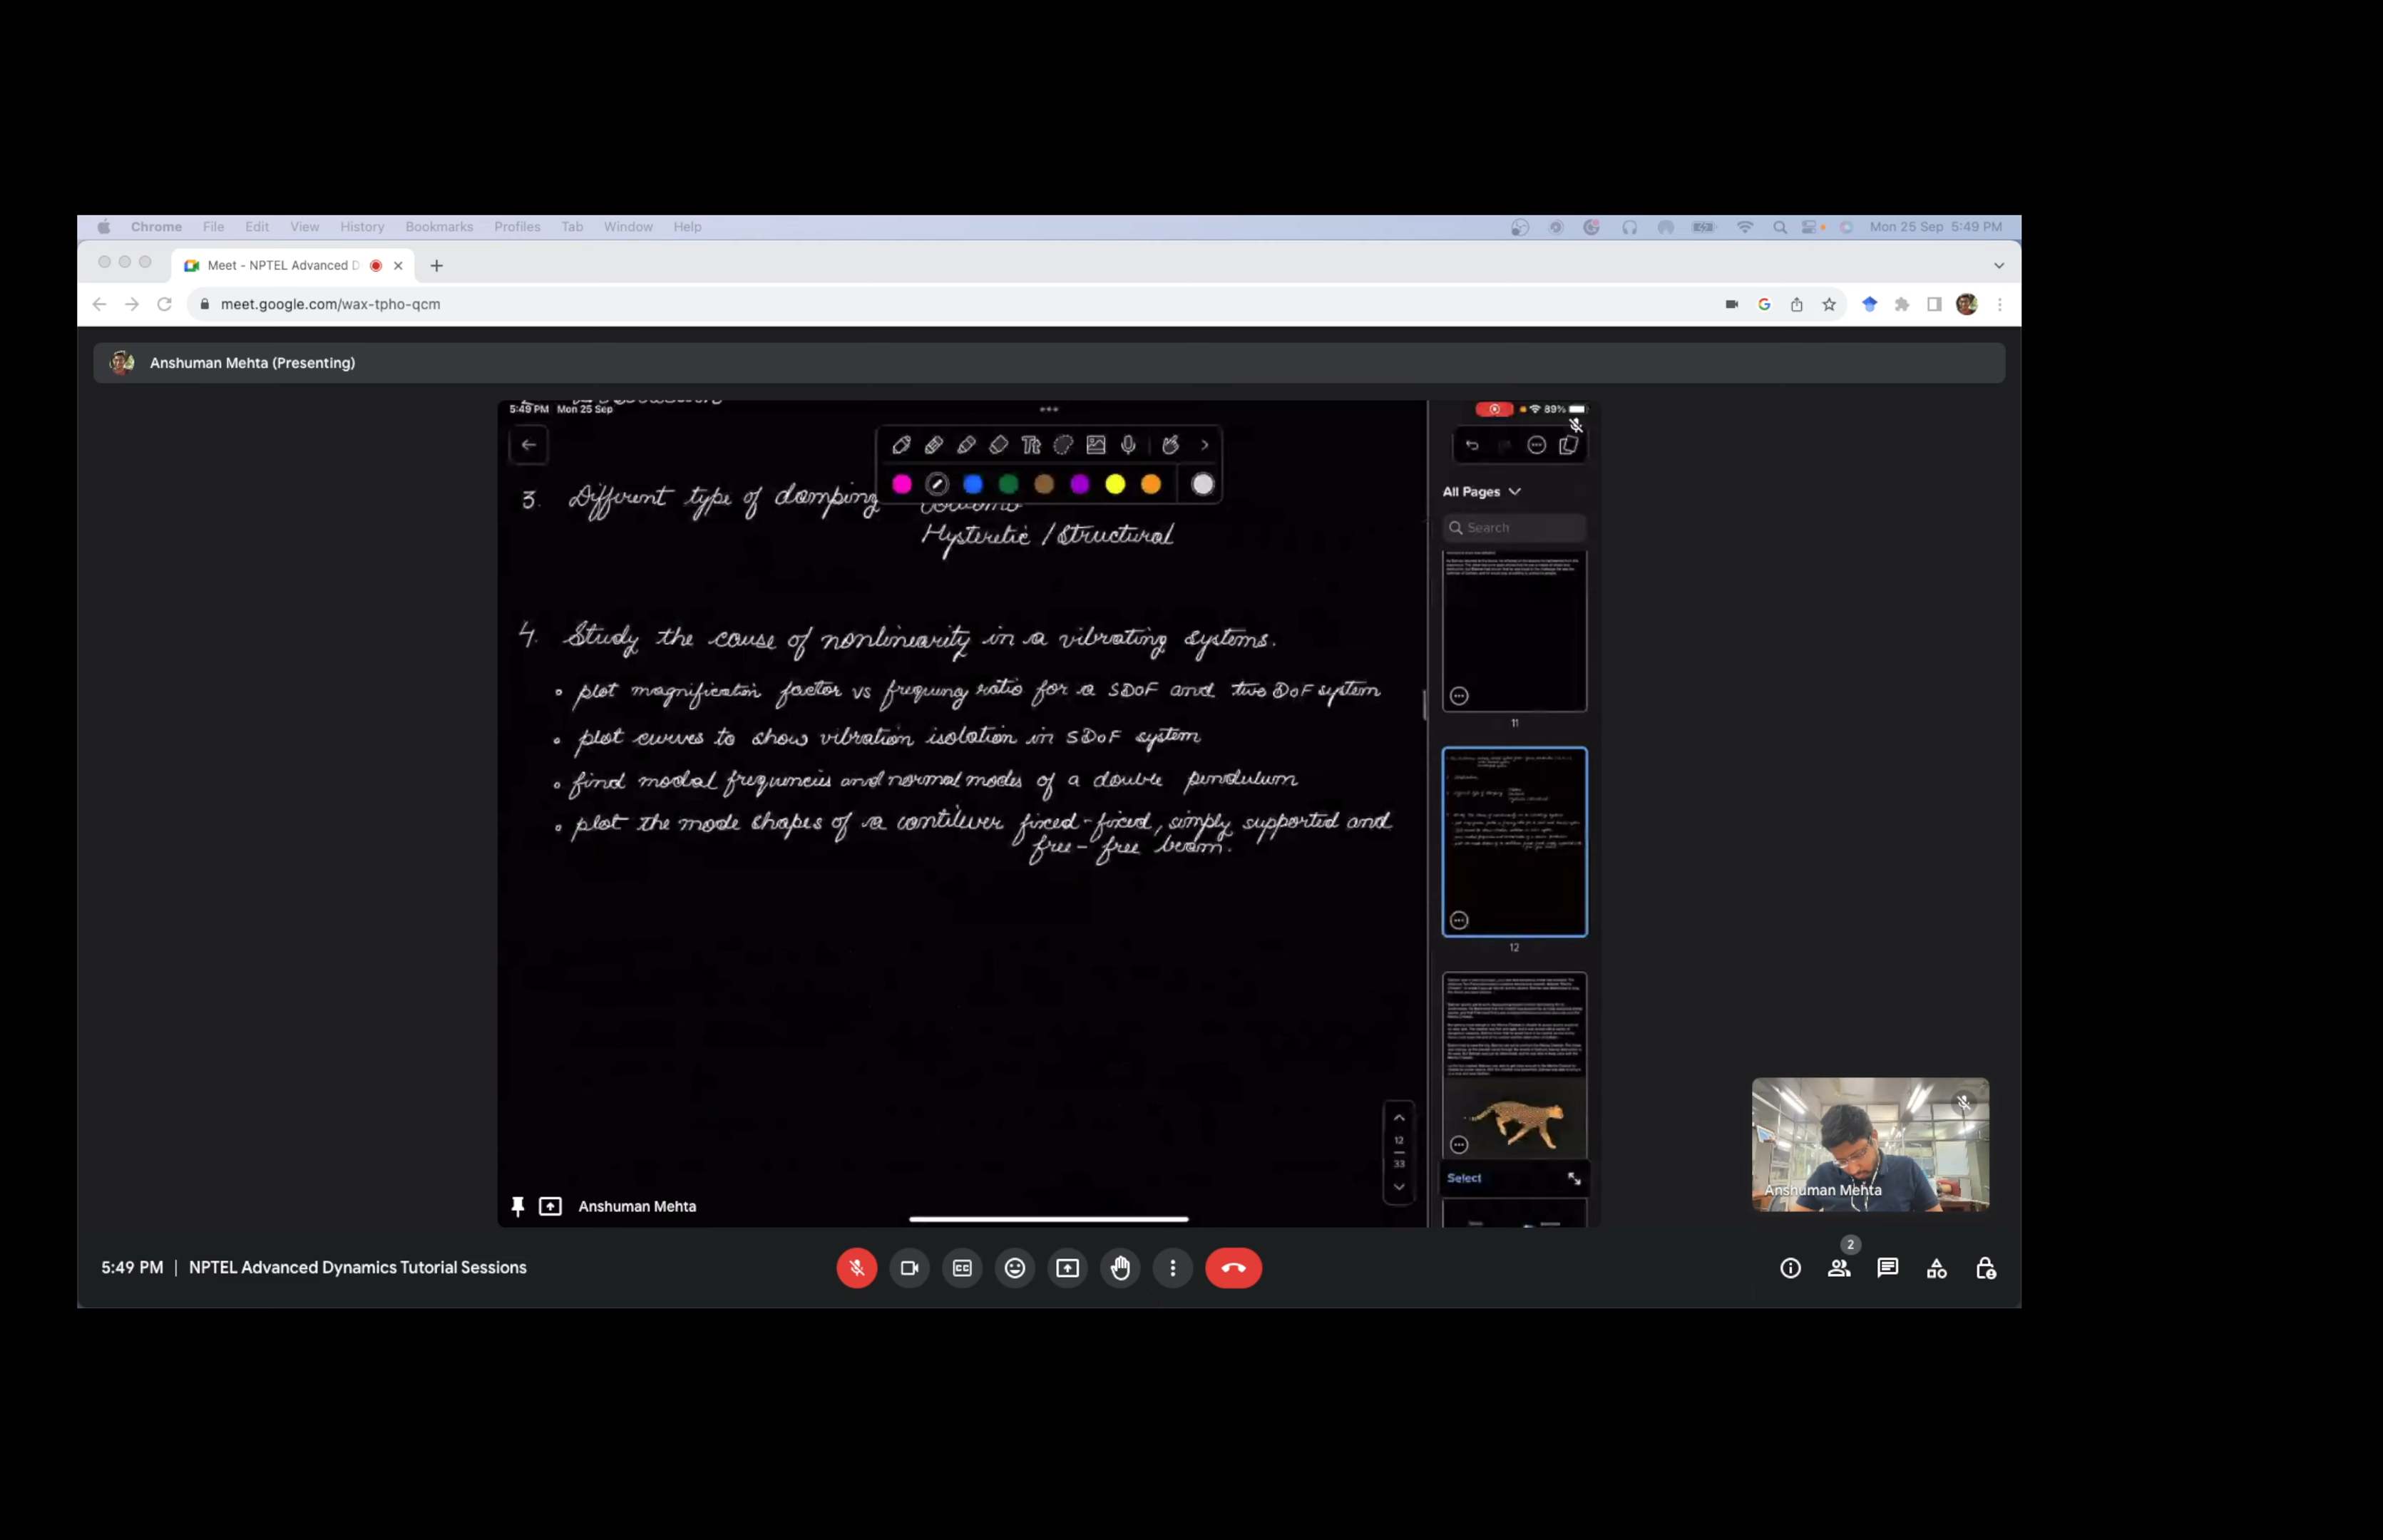 Chrome File Edit View History Bookmarks Profiles Tab Window Help Mon 25 Sep 5:49 PM
Meet - NPTEL Advanced D
meet.google.com/wax-tpho-qcm
Anshuman Mehta (Presenting)
5:49 PM Mon 25 Sep
89%
3. Different type of damping
Hysteretic / Structural
4. Study the cause of nonlinearity in a vibrating systems.
• plot magnification factor vs frequency ratio for a SDOF and two DoF system
• plot curves to show vibration isolation in SDoF system
• find modal frequencies and normal modes of a double pendulum
• plot the mode shapes of a cantilever fixed-fixed, simply supported and
free-free beam.
All Pages
Search
11
12
Select
12
33
Anshuman Mehta
Anshuman Mehta
5:49 PM | NPTEL Advanced Dynamics Tutorial Sessions
2